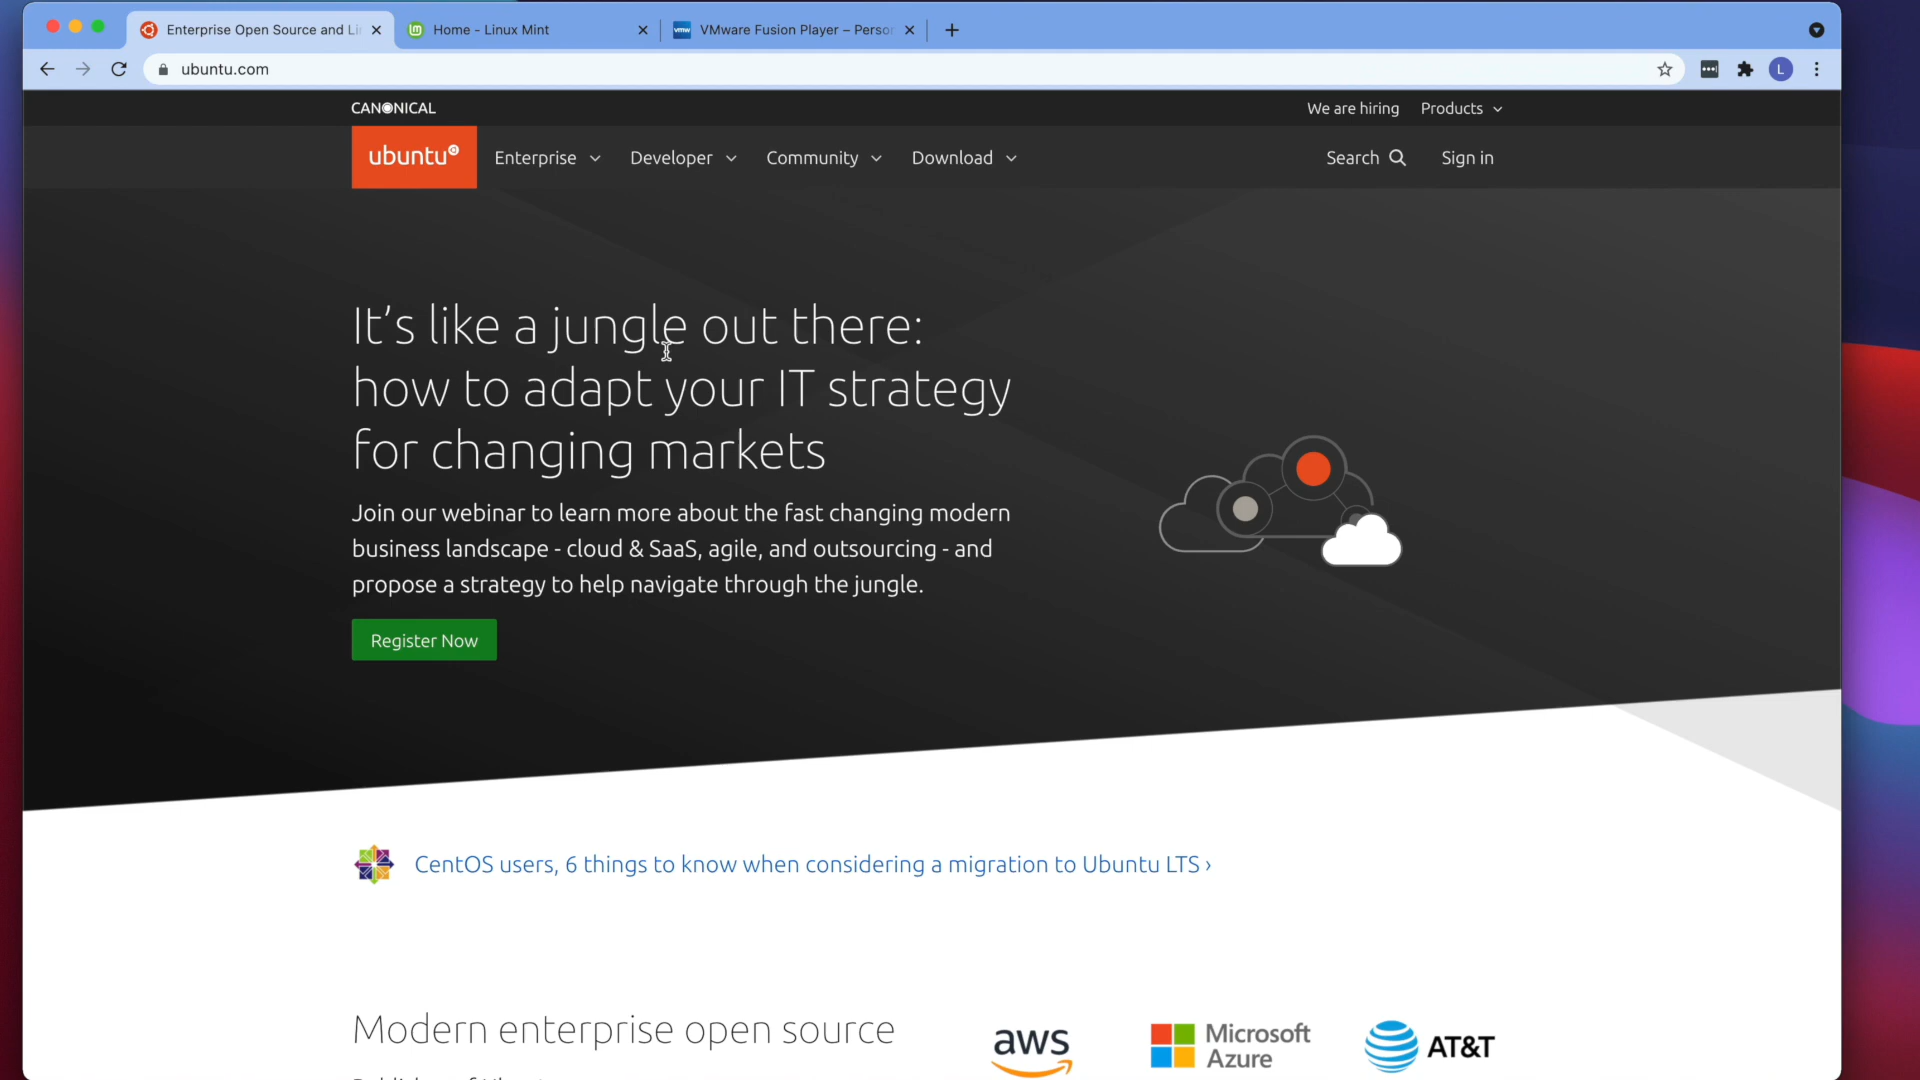 Enterprise Open Source and Li
Home - Linux Mint
VMware Fusion Player – Person
ubuntu.com
L
CANONICAL
We are hiring
Products
ubuntu
Enterprise
Developer
Community
Download
Search
Sign in
It's like a jungle out there:
how to adapt your IT strategy
for changing markets
Join our webinar to learn more about the fast changing modern
business landscape - cloud & SaaS, agile, and outsourcing - and
propose a strategy to help navigate through the jungle.
Register Now
CentOS users, 6 things to know when considering a migration to Ubuntu LTS ›
Modern enterprise open source
aws
Microsoft
Azure
AT&T